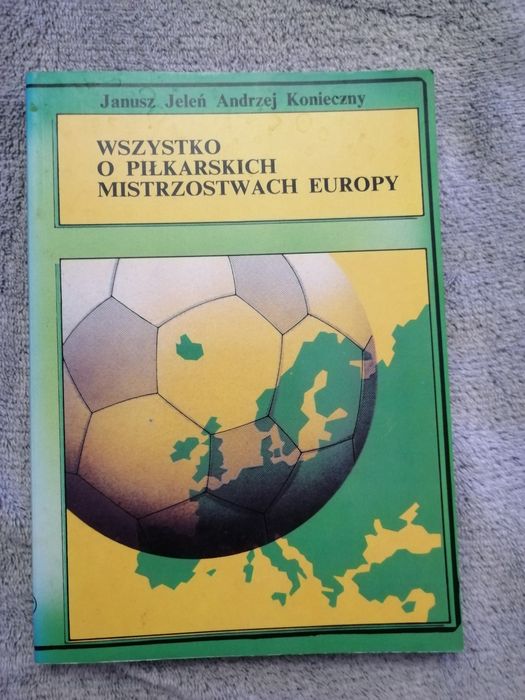 Janusz Jeleń Andrzej Konieczny
WSZYSTKO
O PIŁKARSKICH
MISTRZOSTWACH EUROPY